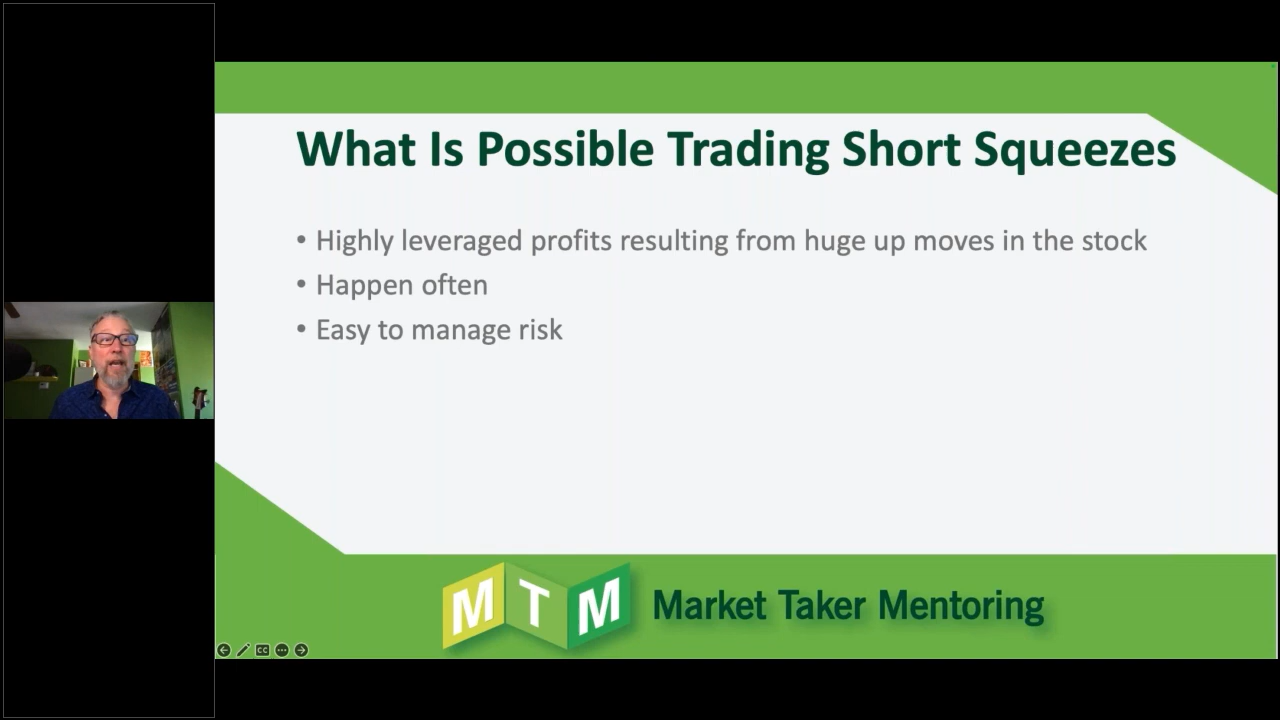 What Is Possible Trading Short Squeezes
• Highly leveraged profits resulting from huge up moves in the stock
• Happen often
• Easy to manage risk
MTM Market Taker Mentoring
CC